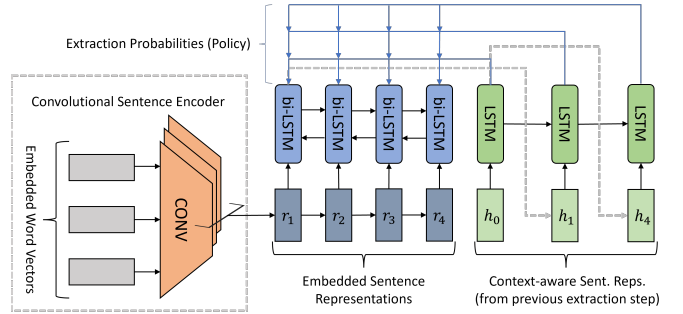 Extraction Probabilities (Policy)
Convolutional Sentence Encoder
Embedded Word Vectors
CONV
bi-LSTM
bi-LSTM
bi-LSTM
bi-LSTM
LSTM
LSTM
LSTM
r₁
r₂
r₃
r₄
h₀
h₁
h₄
Embedded Sentence
Representations
Context-aware Sent. Reps.
(from previous extraction step)